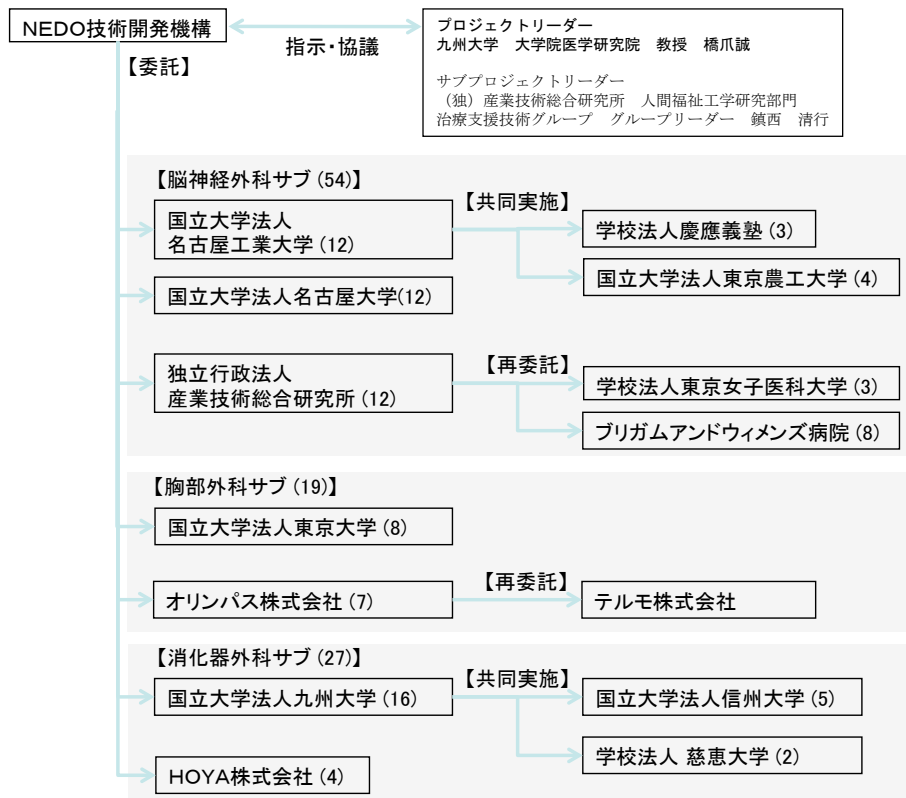 NEDO技術開発機構
指示・協議
プロジェクトリーダー
九州大学 大学院医学研究院 教授 橋爪誠
サブプロジェクトリーダー
(独)産業技術総合研究所 人間福祉工学研究部門
治療支援技術グループ グループリーダー 鎮西 清行
【委託】
【脳神経外科サブ (54)】
国立大学法人
名古屋工業大学 (12)
【共同実施】
学校法人慶應義塾 (3)
国立大学法人東京農工大学 (4)
国立大学法人名古屋大学(12)
独立行政法人
産業技術総合研究所 (12)
【再委託】
学校法人東京女子医科大学 (3)
ブリガムアンドウィメンズ病院 (8)
【胸部外科サブ (19)】
国立大学法人東京大学 (8)
オリンパス株式会社 (7)
【再委託】
テルモ株式会社
【消化器外科サブ (27)】
国立大学法人九州大学 (16)
【共同実施】
国立大学法人信州大学 (5)
学校法人 慈恵大学 (2)
HOYA株式会社 (4)